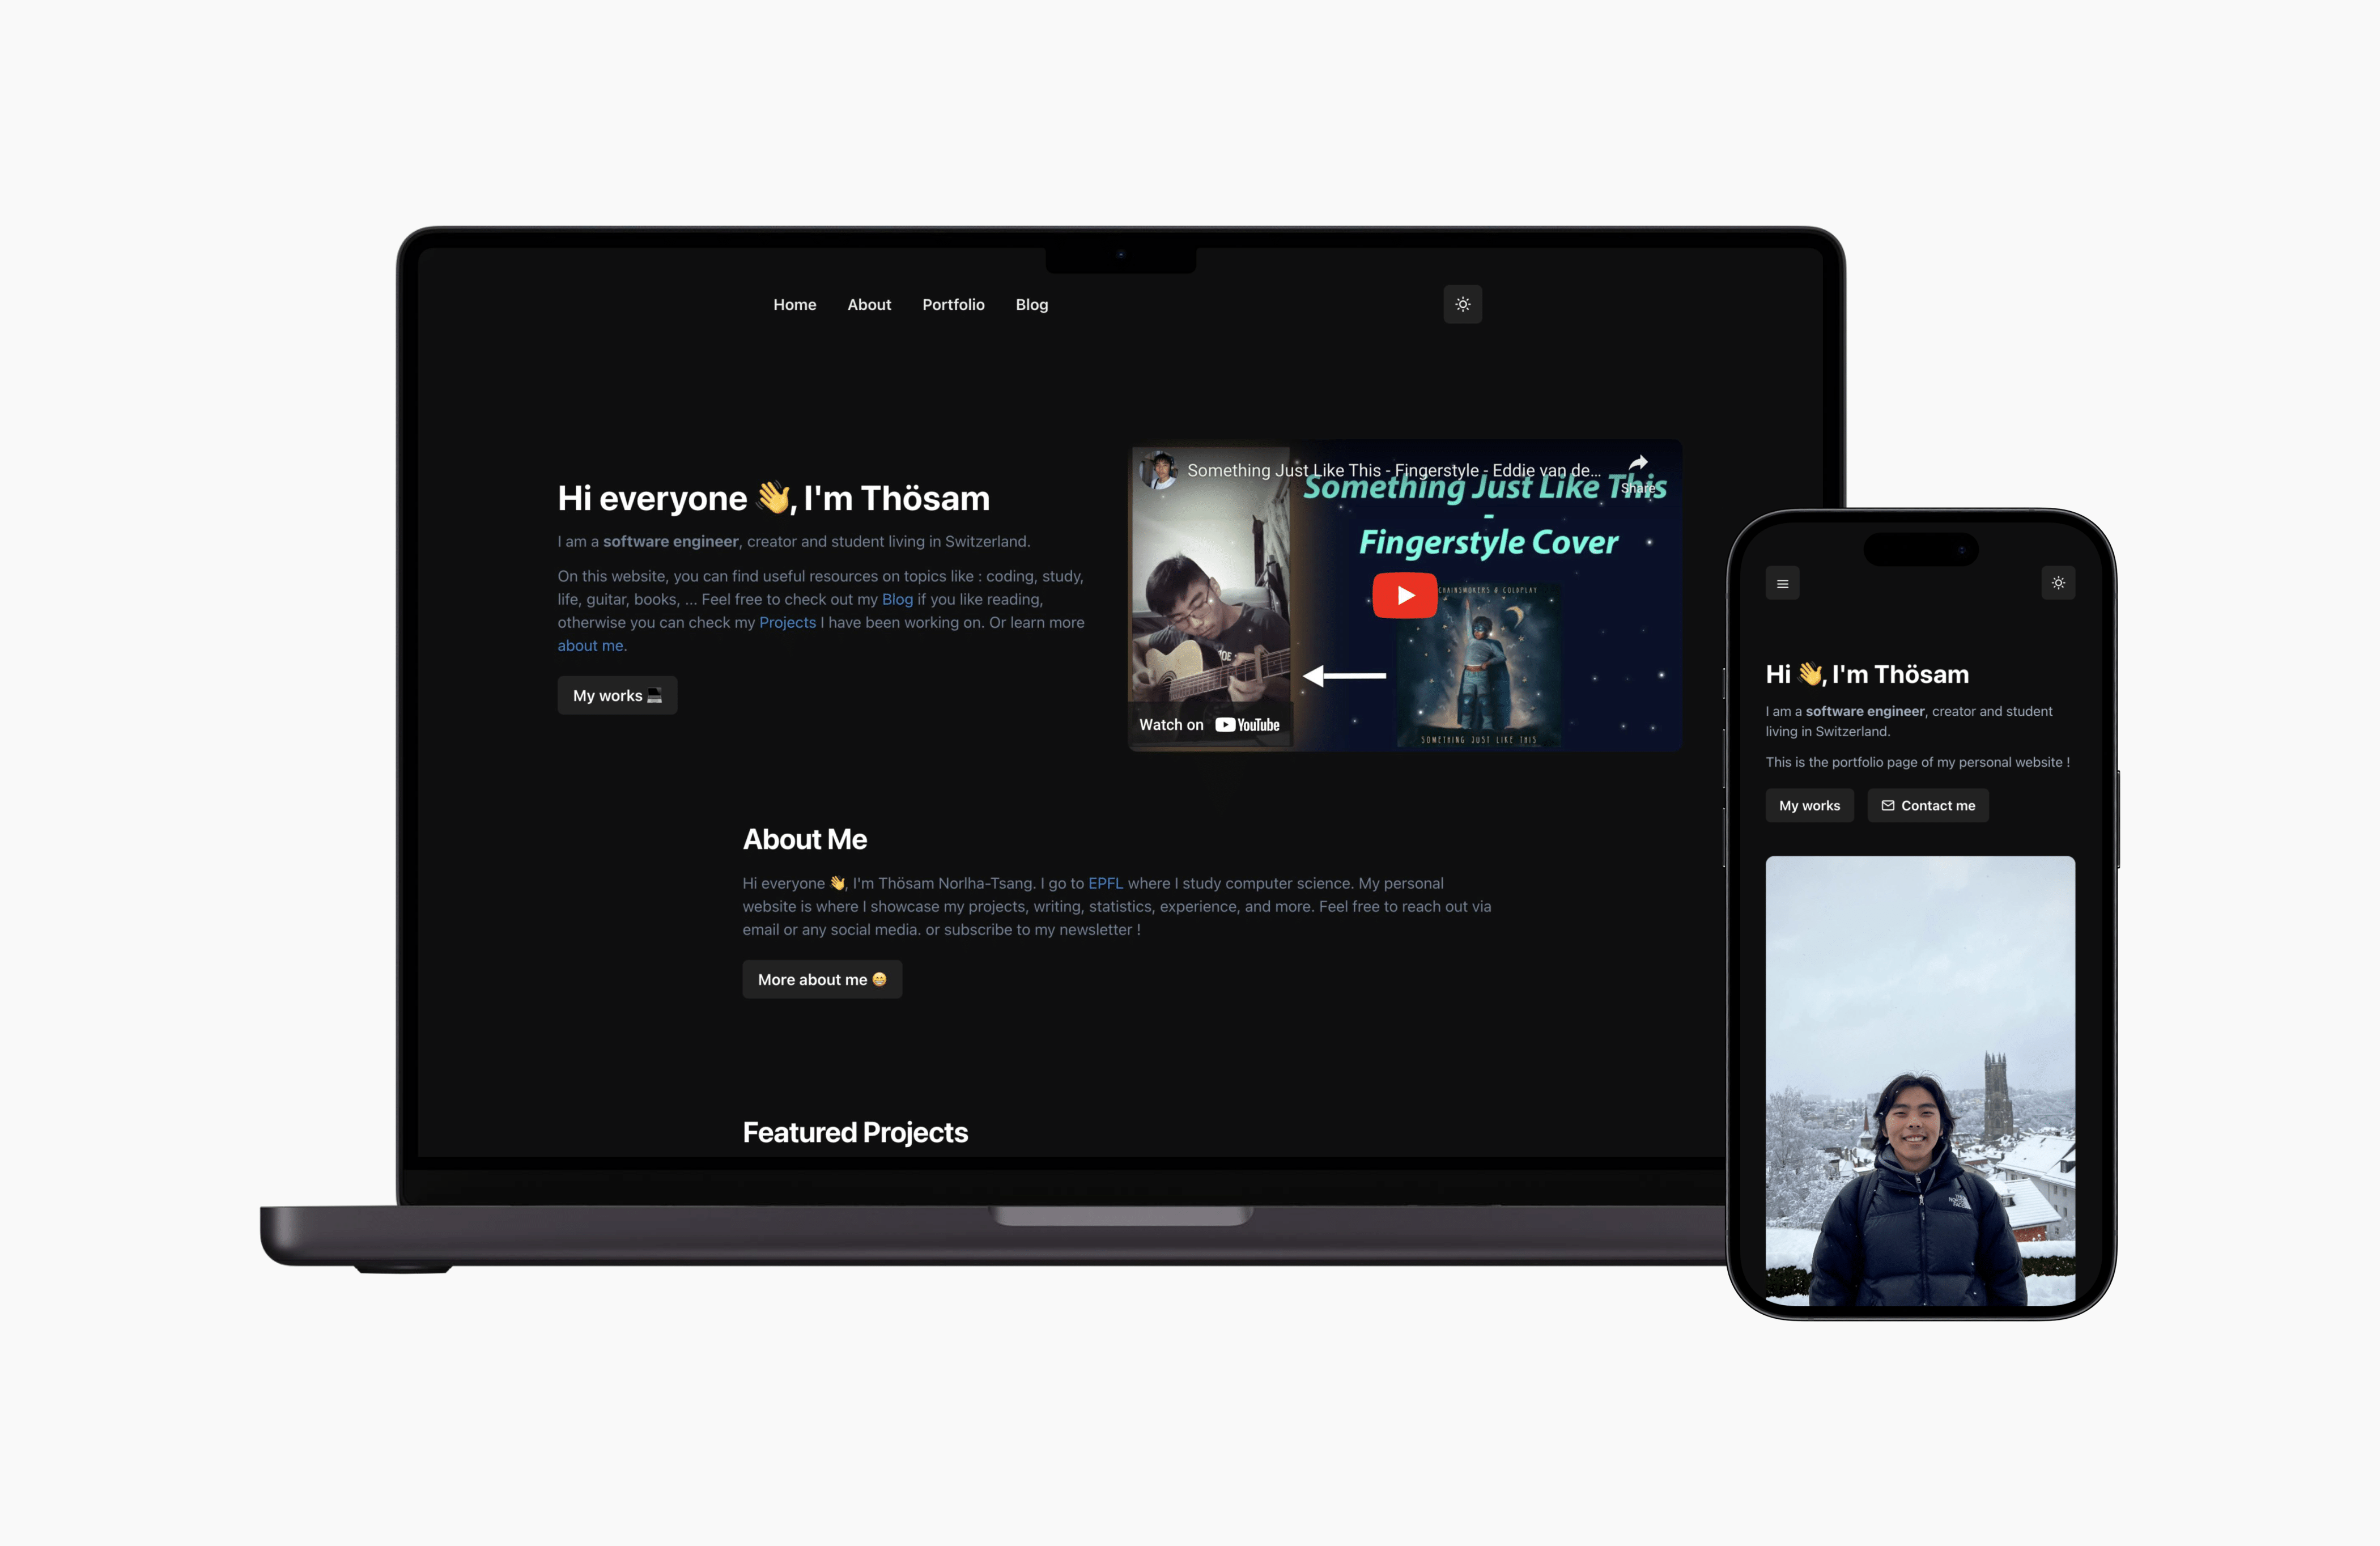 Home About Portfolio Blog
Hi everyone 👋, I'm Thösam
I am a software engineer, creator and student living in Switzerland.
On this website, you can find useful resources on topics like : coding, study,
life, guitar, books, ... Feel free to check out my Blog if you like reading,
otherwise you can check my Projects I have been working on. Or learn more
about me.
My works 💻
Something Just Like This - Fingerstyle - Eddie van de...
Share
Something Just Like This
-
Fingerstyle Cover
CHAINSMOKERS & COLDPLAY
SOMETHING JUST LIKE THIS
Watch on YouTube
About Me
Hi everyone 👋, I'm Thösam Norlha-Tsang. I go to EPFL where I study computer science. My personal
website is where I showcase my projects, writing, statistics, experience, and more. Feel free to reach out via
email or any social media. or subscribe to my newsletter !
More about me 😁
Featured Projects
Hi 👋, I'm Thösam
I am a software engineer, creator and student
living in Switzerland.
This is the portfolio page of my personal website !
My works
Contact me
THE
NORTH
FACE